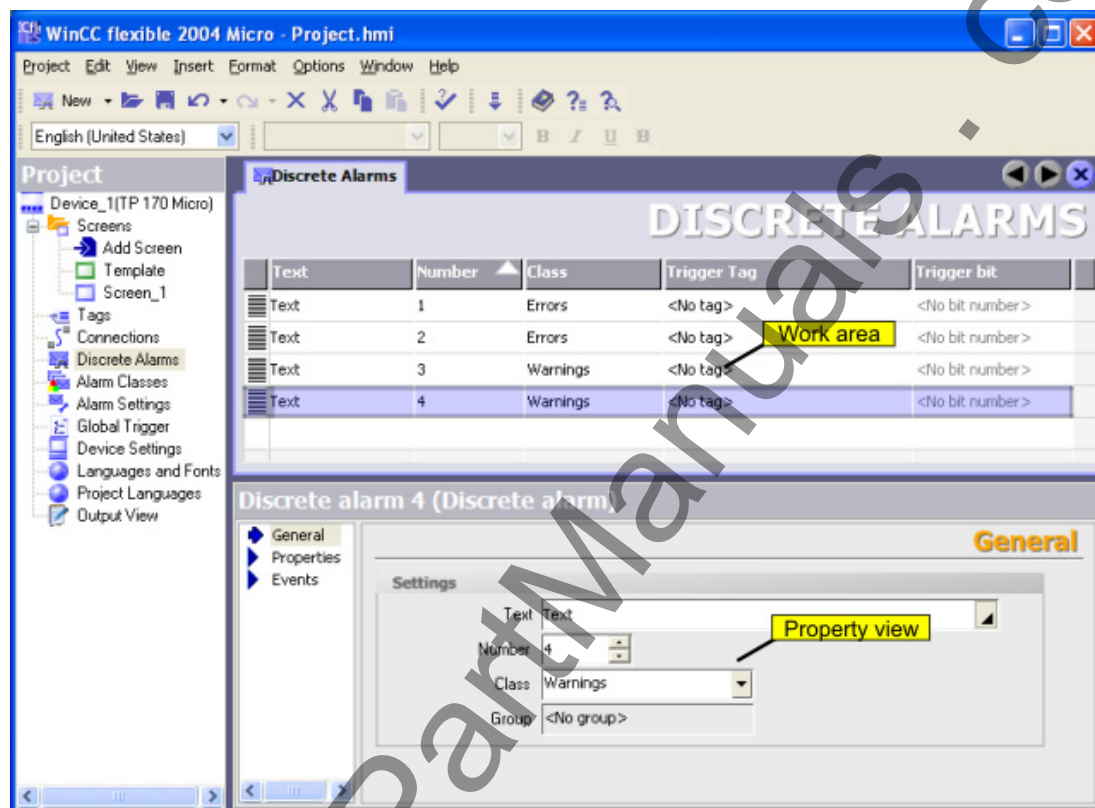 WinCC flexible 2004 Micro - Project.hmi
Project Edit View Insert Format Options Window Help
New
English (United States) B I U B
Project
Device_1(TP 170 Micro)
Screens
Add Screen
Template
Screen_1
Tags
Connections
Discrete Alarms
Alarm Classes
Alarm Settings
Global Trigger
Device Settings
Languages and Fonts
Project Languages
Output View
Discrete Alarms
DISCRETE ALARMS
Text Number Class Trigger Tag Trigger bit
Text 1 Errors <No tag> <No bit number>
Text 2 Errors <No tag> <No bit number>
Work area
Text 3 Warnings <No tag> <No bit number>
Text 4 Warnings <No tag> <No bit number>
Discrete alarm 4 (Discrete alarm)
General
Properties
Events
General
Settings
Text Text
Property view
Number 4
Class Warnings
Group <No group>
PartManuals . c